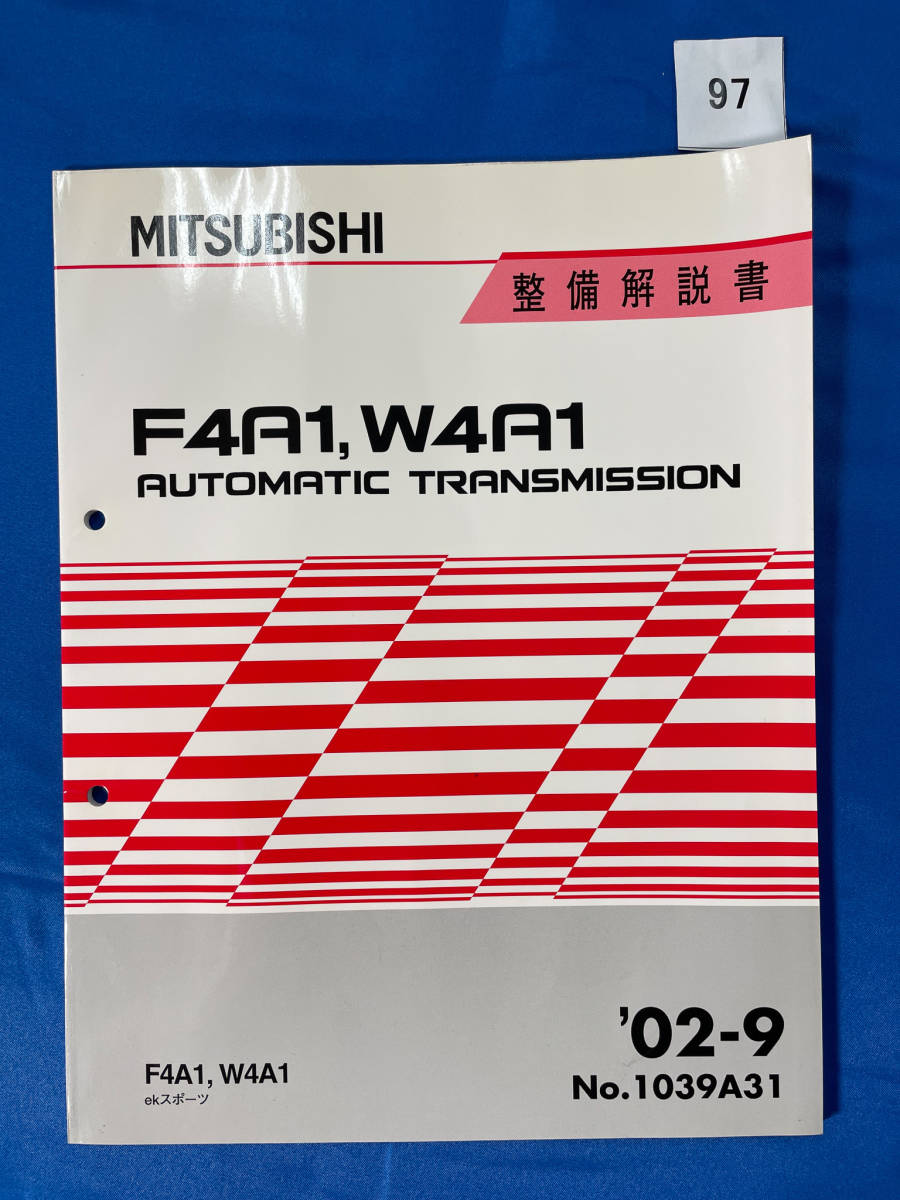 97
MITSUBISHI
整備解説書
F4A1, W4A1
AUTOMATIC TRANSMISSION
'02-9
No.1039A31
F4A1, W4A1
ekスポーツ